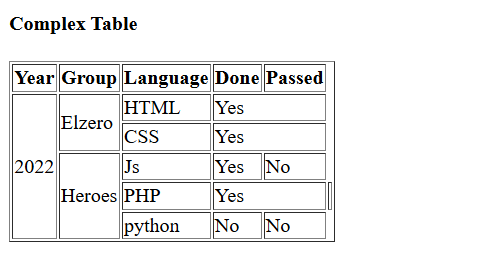 Complex Table
Year Group Language Done Passed
2022 Elzero HTML Yes
CSS Yes
Heroes Js Yes No
PHP Yes
python No No